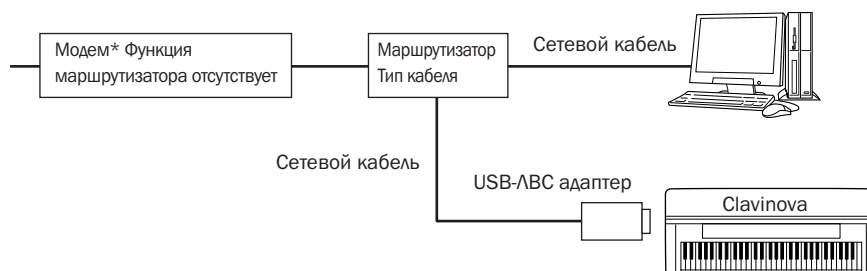 Модем* Функция
маршрутизатора отсутствует
Маршрутизатор
Тип кабеля
Сетевой кабель
Сетевой кабель
USB-ЛВС адаптер
Clavinova